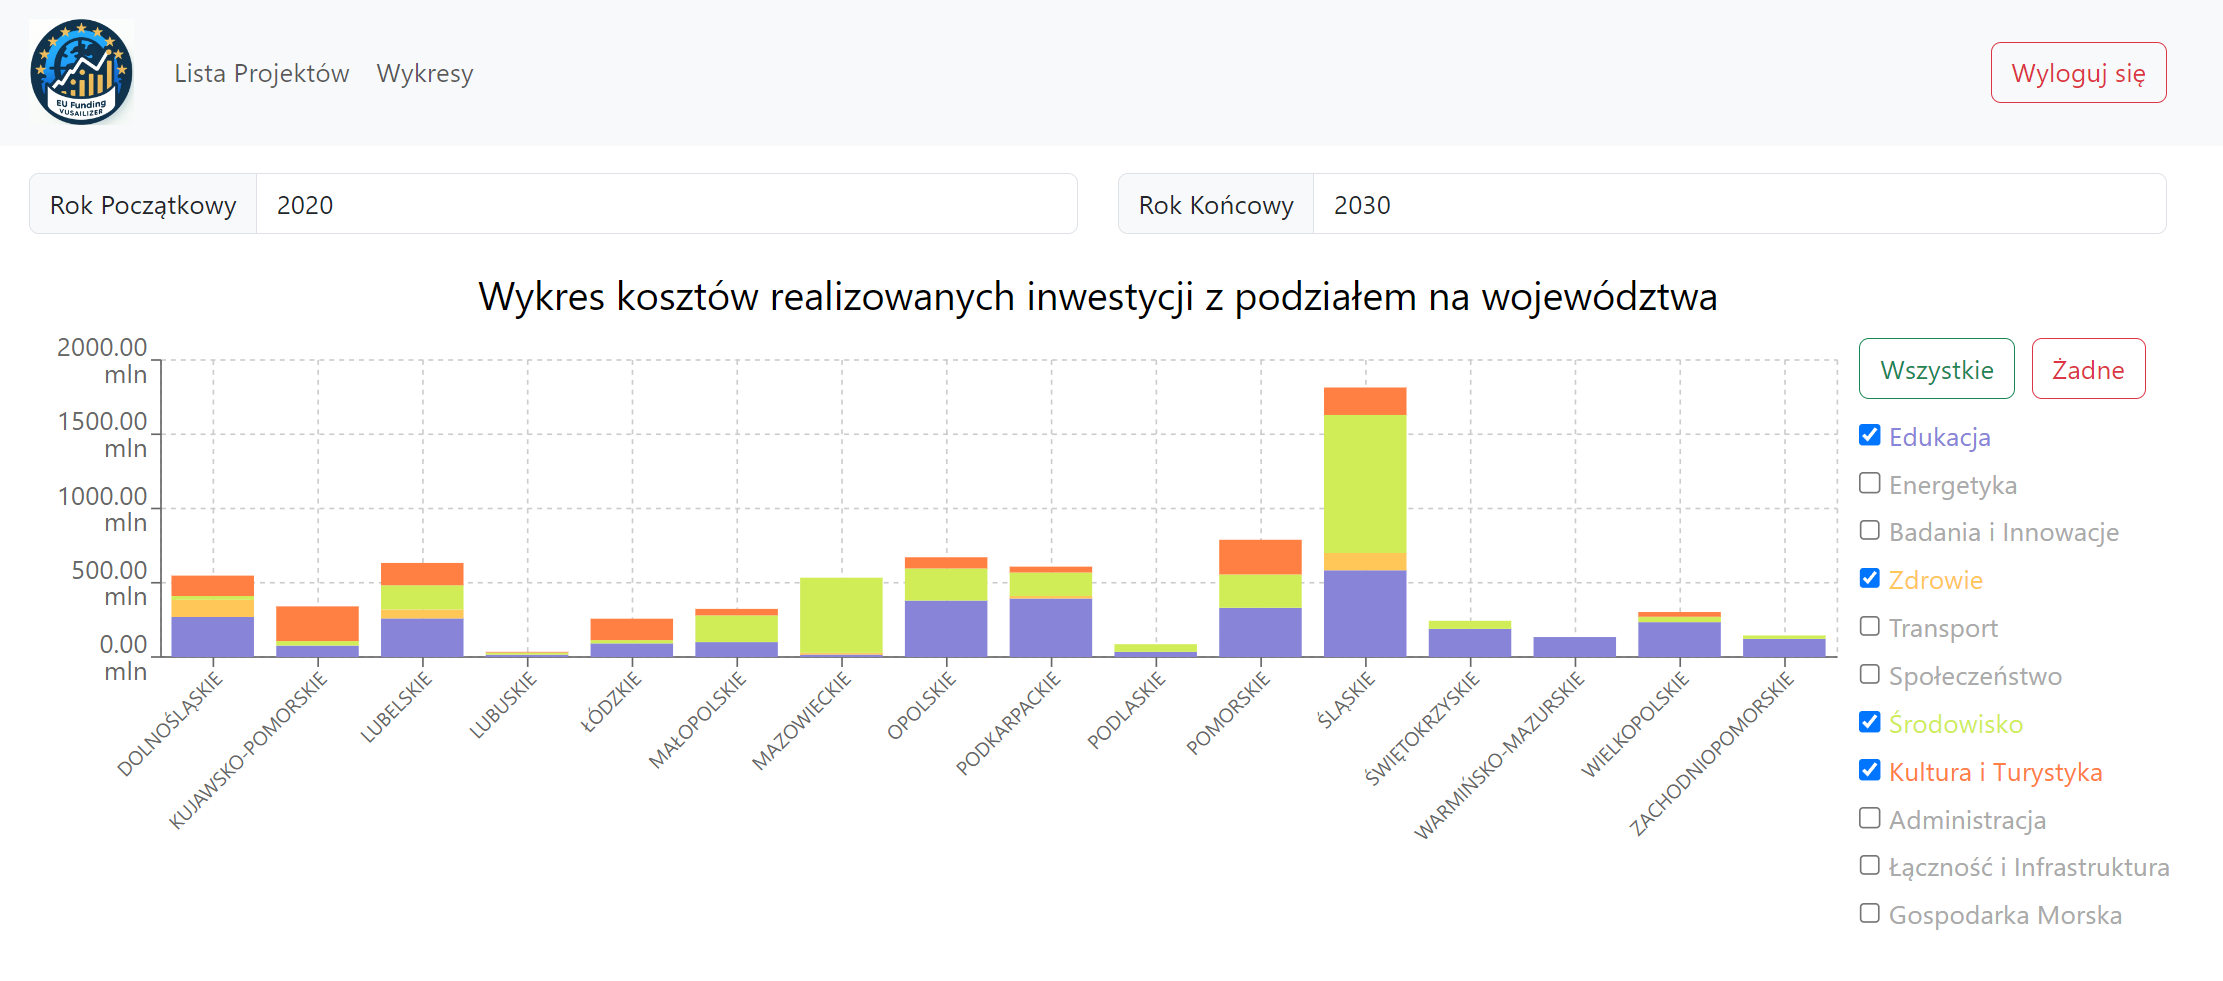 EU Funding
VUSAILIZER
Lista Projektów
Wykresy
Wyloguj się
Rok Początkowy 2020
Rok Końcowy 2030
Wykres kosztów realizowanych inwestycji z podziałem na województwa
2000.00
mln
1500.00
mln
1000.00
mln
500.00
mln
0.00
mln
DOLNOŚLĄSKIE
KUJAWSKO-POMORSKIE
LUBELSKIE
LUBUSKIE
ŁÓDZKIE
MAŁOPOLSKIE
MAZOWIECKIE
OPOLSKIE
PODKARPACKIE
PODLASKIE
POMORSKIE
ŚLĄSKIE
ŚWIĘTOKRZYSKIE
WARMIŃSKO-MAZURSKIE
WIELKOPOLSKIE
ZACHODNIOPOMORSKIE
Wszystkie
Żadne
Edukacja
Energetyka
Badania i Innowacje
Zdrowie
Transport
Społeczeństwo
Środowisko
Kultura i Turystyka
Administracja
Łączność i Infrastruktura
Gospodarka Morska